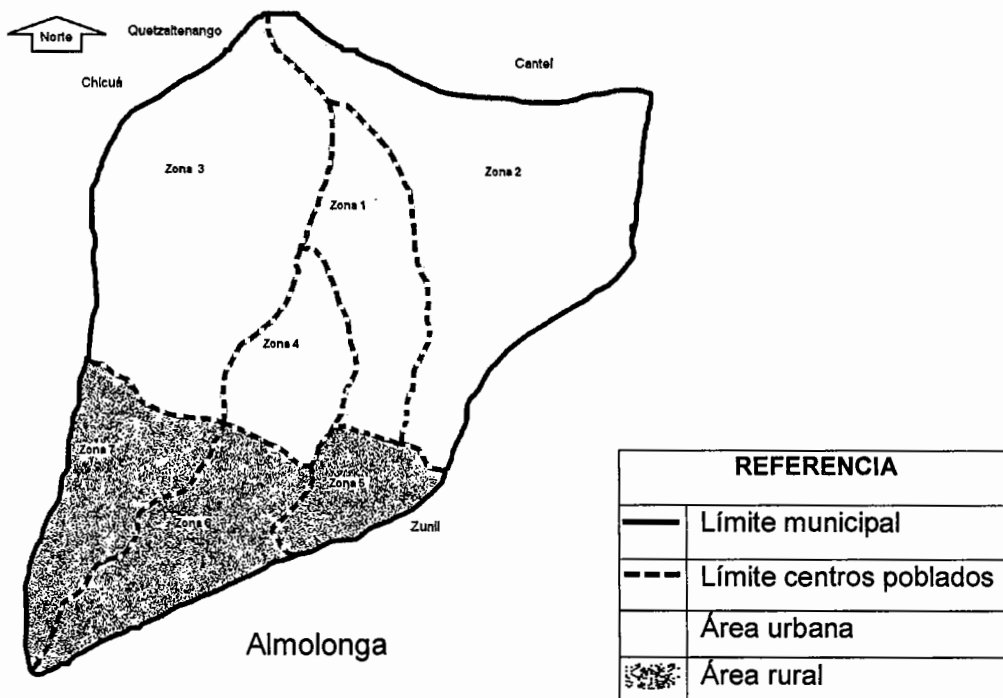 Norte
Quetzaltenango
Chicuá
Cantel
Zona 3
Zona 2
Zona 1
Zona 4
Zona 7
Zona 5
Zona 6
Zunil
Almolonga
REFERENCIA
Límite municipal
Límite centros poblados
Área urbana
Área rural